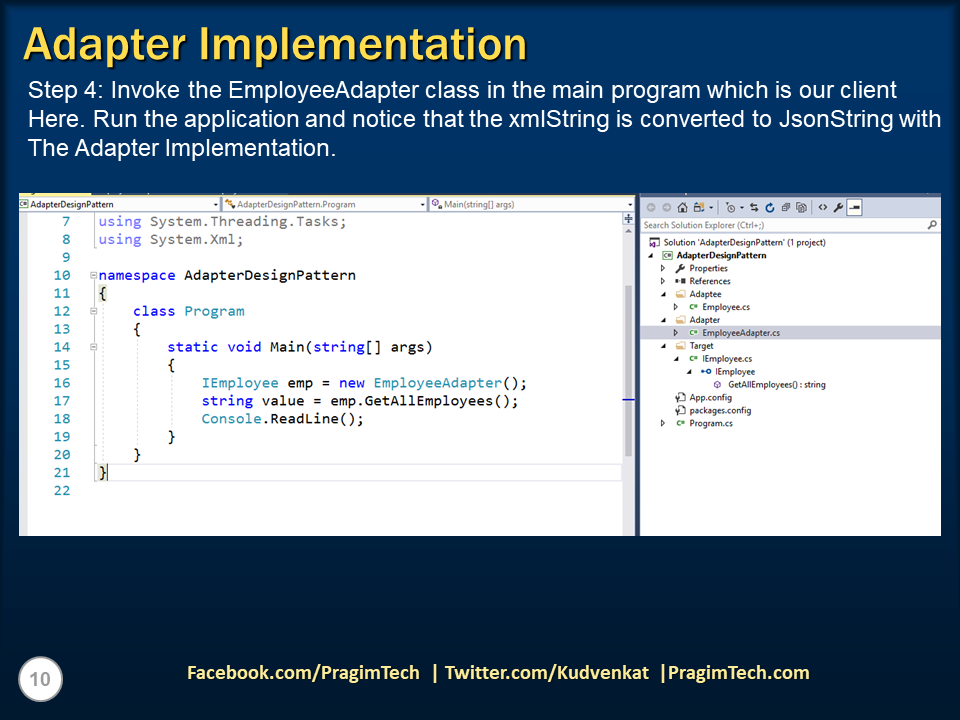 Adapter Implementation
Step 4: Invoke the EmployeeAdapter class in the main program which is our client
Here. Run the application and notice that the xmlString is converted to JsonString with
The Adapter Implementation.
AdapterDesignPattern
AdapterDesignPattern.Program
Main(string[] args)
7 using System.Threading.Tasks;
8 using System.Xml;
9
10 namespace AdapterDesignPattern
11 {
12 class Program
13 {
14 static void Main(string[] args)
15 {
16 IEmployee emp = new EmployeeAdapter();
17 string value = emp.GetAllEmployees();
18 Console.ReadLine();
19 }
20 }
21 }
22
Search Solution Explorer (Ctrl+;)
Solution 'AdapterDesignPattern' (1 project)
AdapterDesignPattern
Properties
References
Adaptee
Employee.cs
Adapter
EmployeeAdapter.cs
Target
IEmployee.cs
IEmployee
GetAllEmployees() : string
App.config
packages.config
Program.cs
10
Facebook.com/PragimTech | Twitter.com/Kudvenkat |PragimTech.com